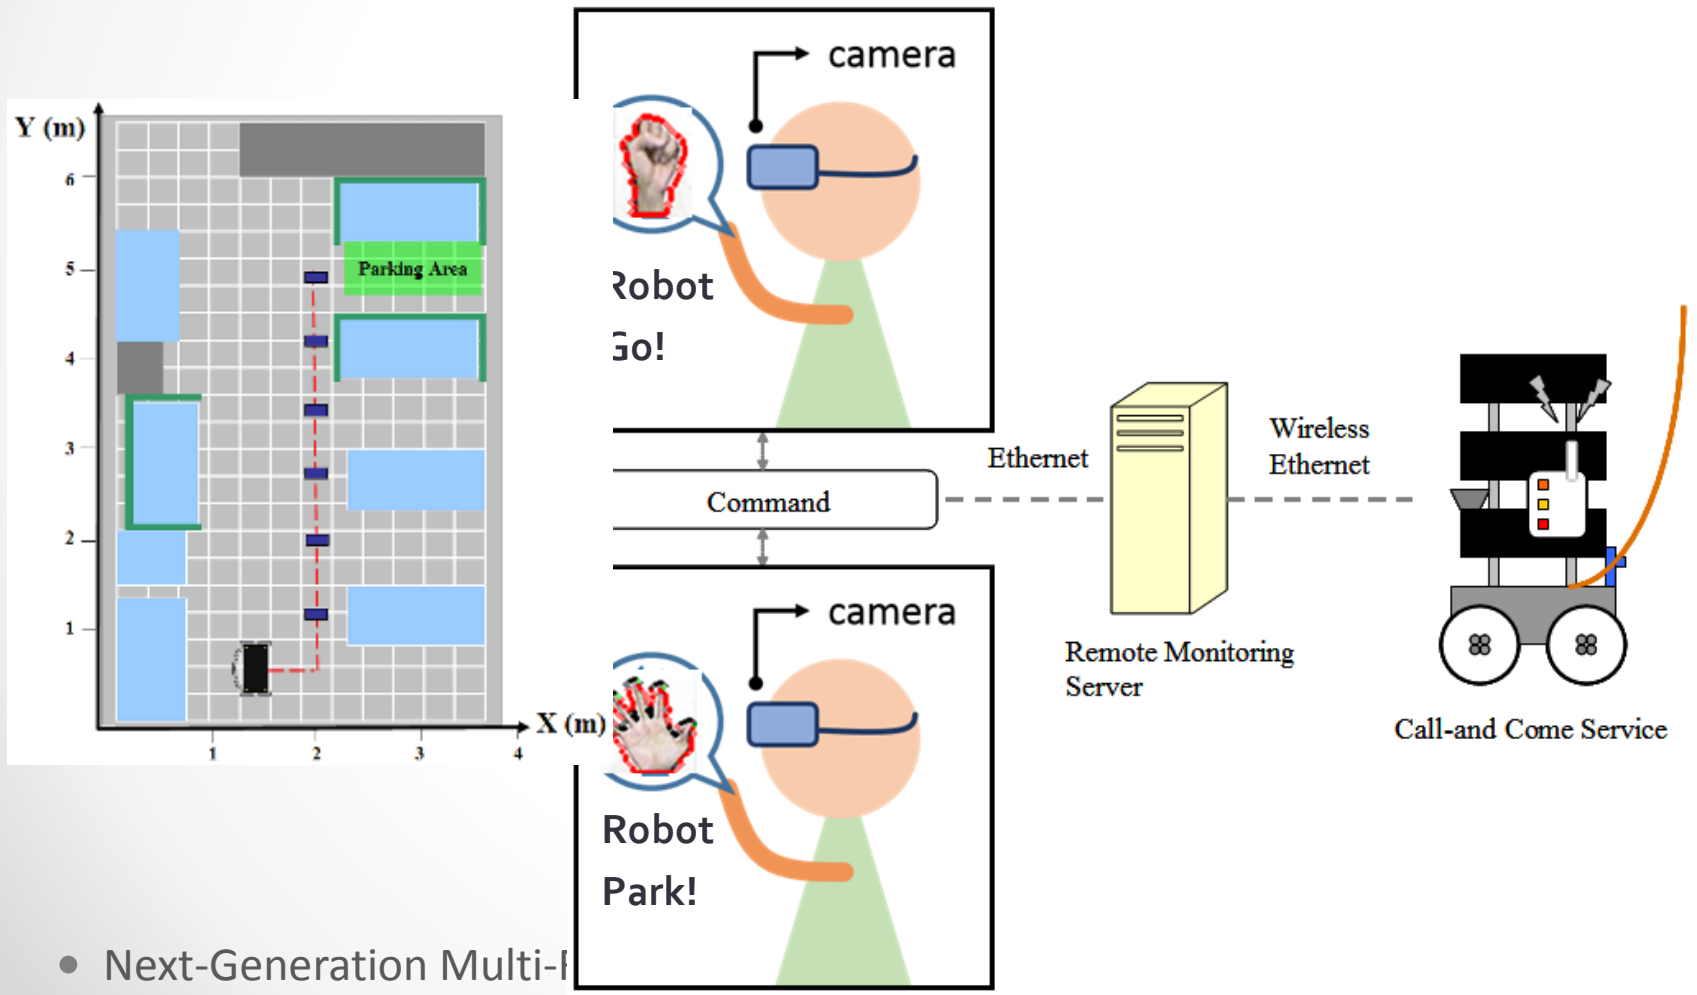 Y (m)
6
5
4
3
2
1
Parking Area
X (m)
1
2
3
4
camera
Robot
Go!
Command
camera
Robot
Park!
Ethernet
Wireless
Ethernet
Remote Monitoring
Server
Call-and Come Service
Next-Generation Multi-